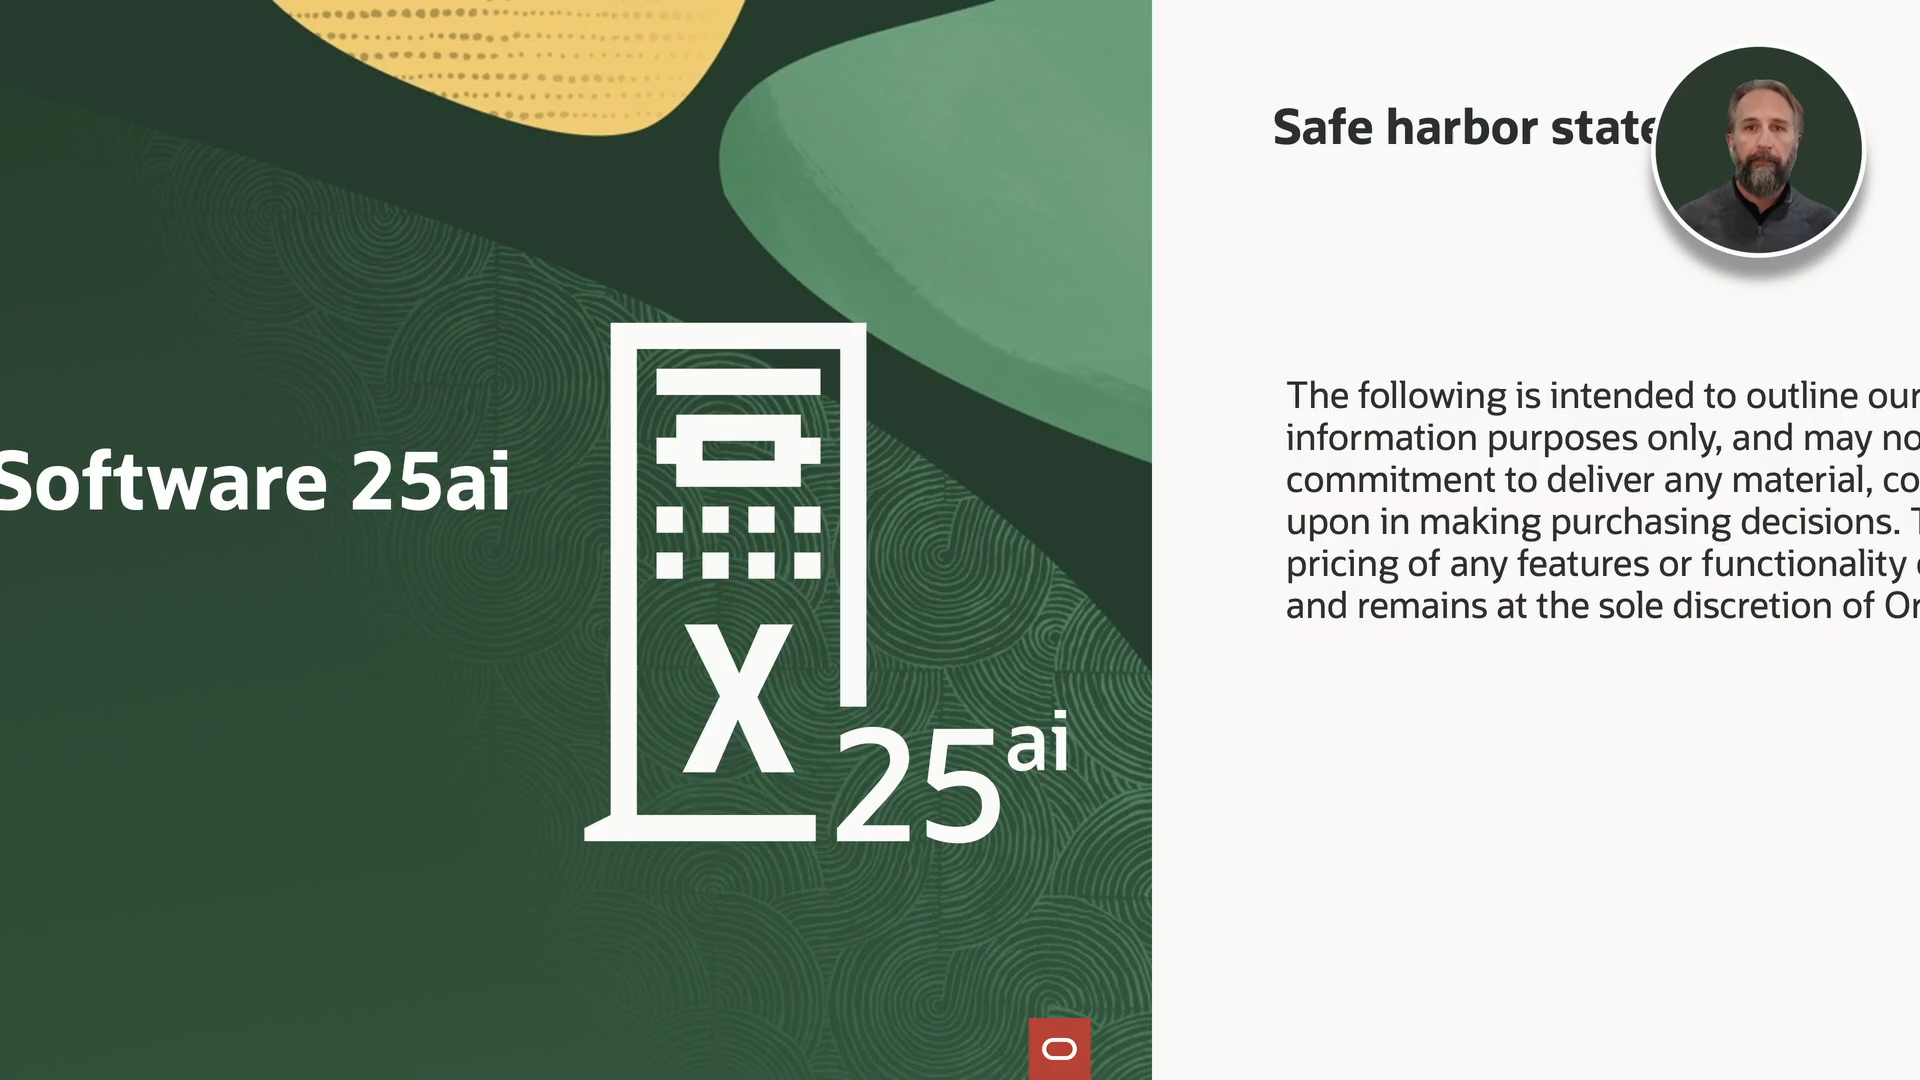 Software 25ai
X
25ai
Safe harbor state
The following is intended to outline our
information purposes only, and may no
commitment to deliver any material, co
upon in making purchasing decisions. T
pricing of any features or functionality
and remains at the sole discretion of Or